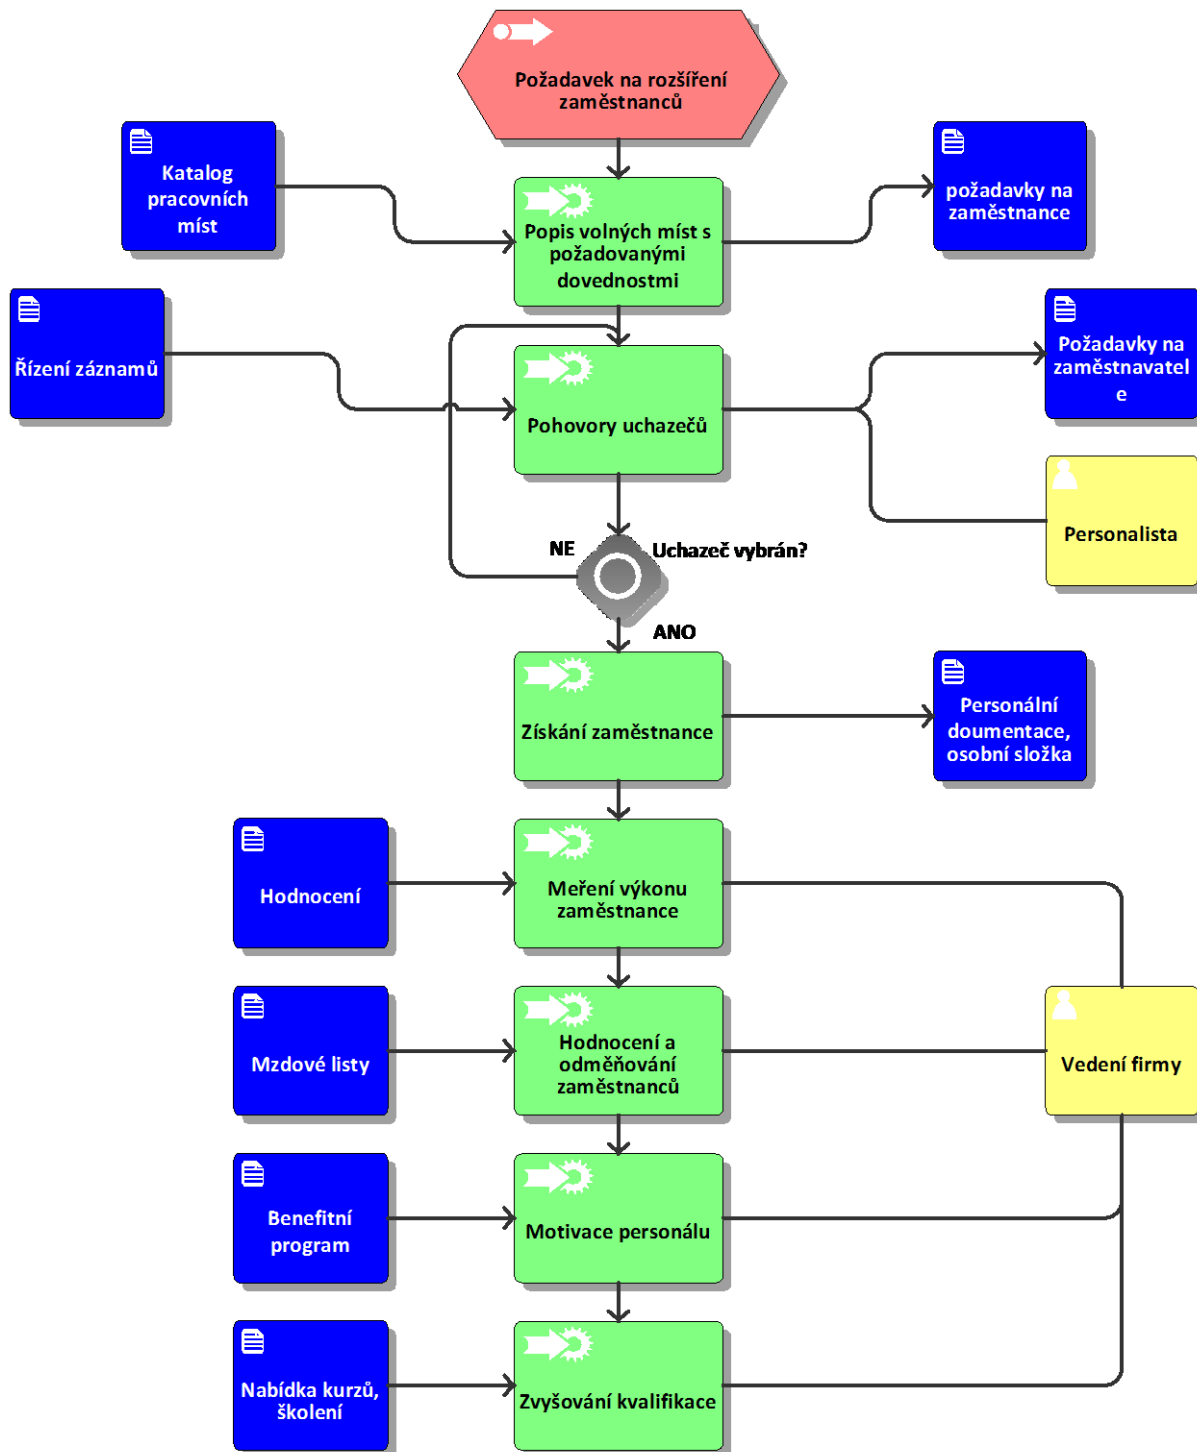 Požadavek na rozšíření
zaměstnanců
Katalog
pracovních
míst
Popis volných míst s
požadovanými
dovednostmi
požadavky na
zaměstnance
Řízení záznamů
Pohovory uchazečů
Požadavky na
zaměstnavatel
e
Personalista
NE
Uchazeč vybrán?
ANO
Získání zaměstnance
Personální
doumentace,
osobní složka
Hodnocení
Meření výkonu
zaměstnance
Mzdové listy
Hodnocení a
odměňování
zaměstnanců
Vedení firmy
Benefitní
program
Motivace personálu
Nabídka kurzů,
školení
Zvyšování kvalifikace